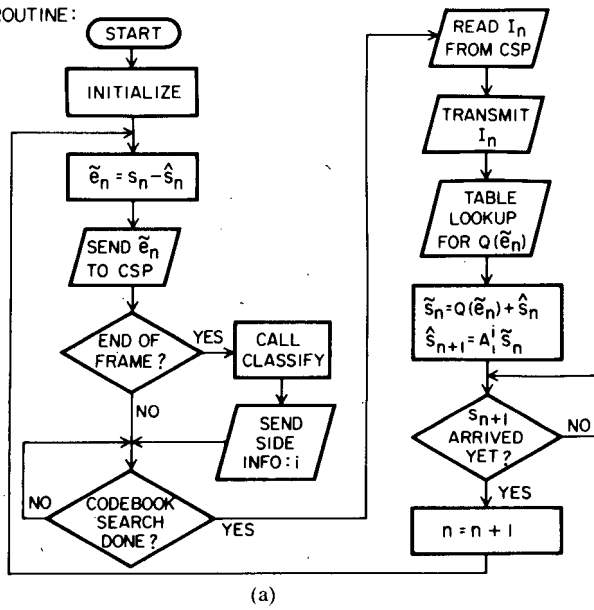 ROUTINE:
START
INITIALIZE
ẽₙ = sₙ − ŝₙ
SEND ẽₙ
TO CSP
END OF
FRAME?
YES
CALL
CLASSIFY
NO
SEND
SIDE
INFO: i
NO
CODEBOOK
SEARCH
DONE?
YES
READ Iₙ
FROM CSP
TRANSMIT
Iₙ
TABLE
LOOKUP
FOR Q(ẽₙ)
s̃ₙ = Q(ẽₙ) + ŝₙ
ŝₙ₊₁ = Aᵢⁱ s̃ₙ
sₙ₊₁
ARRIVED
YET?
NO
YES
n = n + 1
(a)